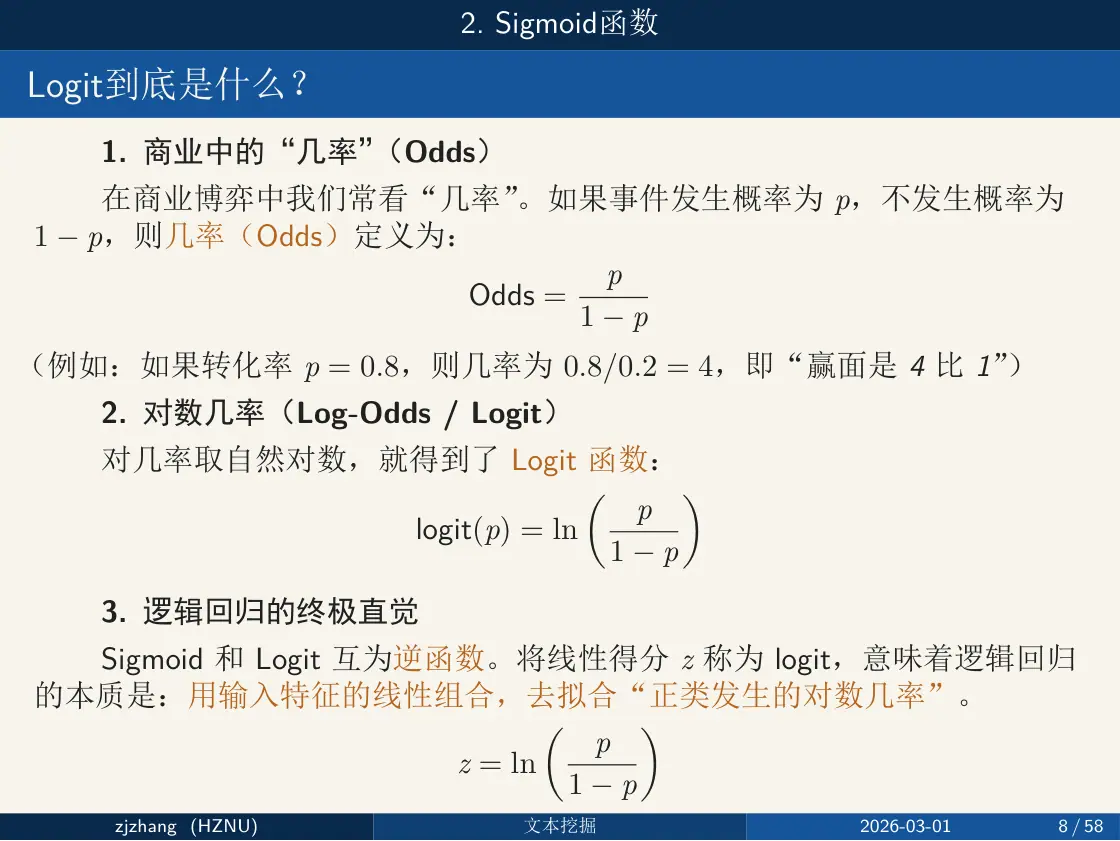 2. Sigmoid函数
Logit到底是什么？
1. 商业中的“几率”（Odds）
在商业博弈中我们常看“几率”。如果事件发生概率为 p，不发生概率为
1 − p，则几率（Odds）定义为：
Odds = p / (1 − p)
（例如：如果转化率 p = 0.8，则几率为 0.8/0.2 = 4，即“赢面是 4 比 1”）
2. 对数几率（Log-Odds / Logit）
对几率取自然对数，就得到了 Logit 函数：
logit(p) = ln ( p / (1 − p) )
3. 逻辑回归的终极直觉
Sigmoid 和 Logit 互为逆函数。将线性得分 z 称为 logit，意味着逻辑回归
的本质是：用输入特征的线性组合，去拟合“正类发生的对数几率”。
z = ln ( p / (1 − p) )
zjzhang (HZNU) 文本挖掘 2026-03-01 8 / 58